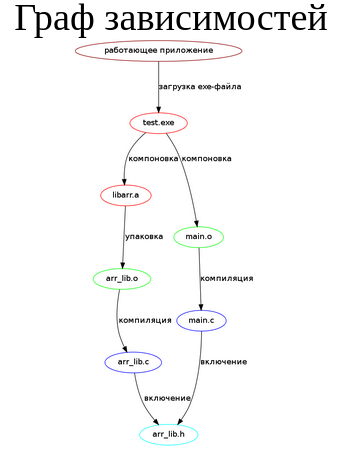 Граф зависимостей
работающее приложение
загрузка exe-файла
test.exe
компоновка компоновка
libarr.a
упаковка
main.o
arr_lib.o
компиляция
компиляция
main.c
arr_lib.c
включение
включение
arr_lib.h